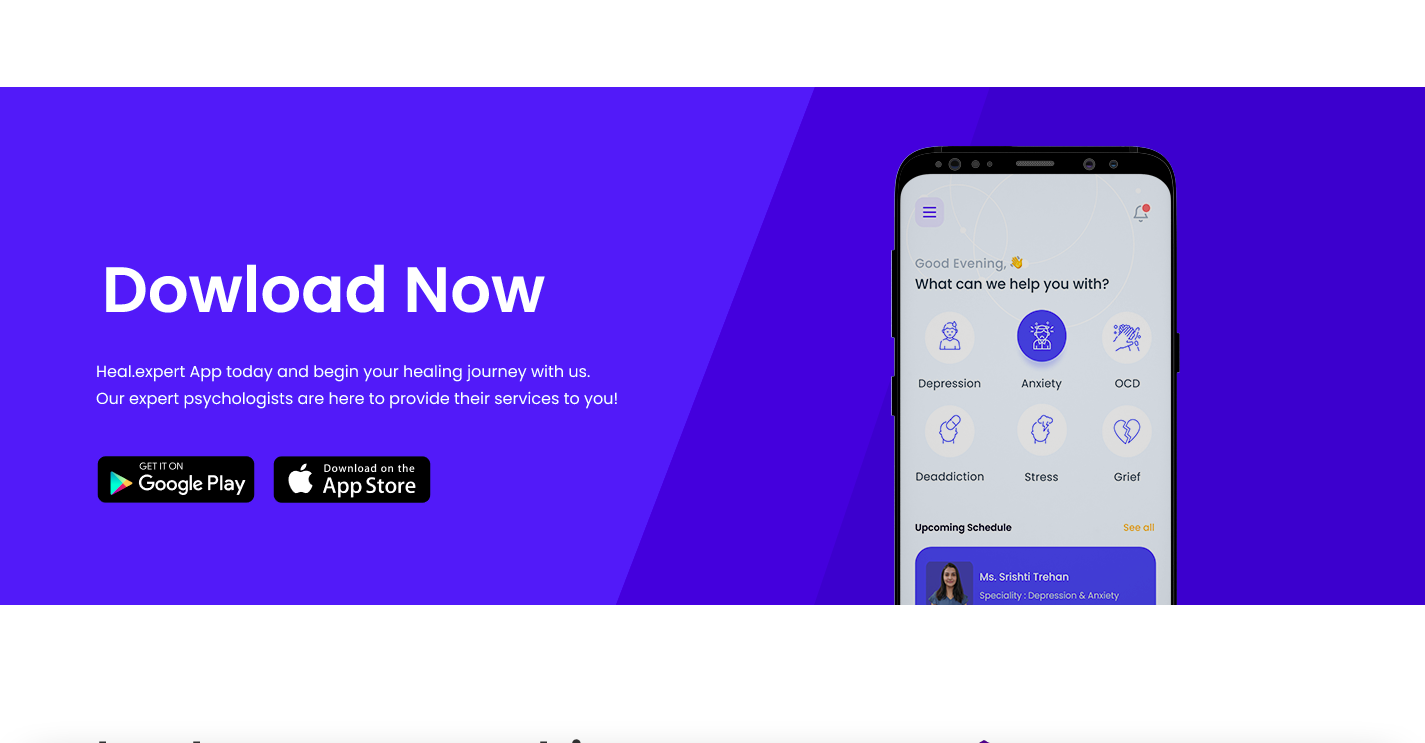 Dowload Now
Heal.expert App today and begin your healing journey with us.
Our expert psychologists are here to provide their services to you!
GET IT ON
Google Play
Download on the
App Store
Good Evening, 👋
What can we help you with?
Depression Anxiety OCD
Deaddiction Stress Grief
Upcoming Schedule See all
Ms. Srishti Trehan
Speciality : Depression & Anxiety